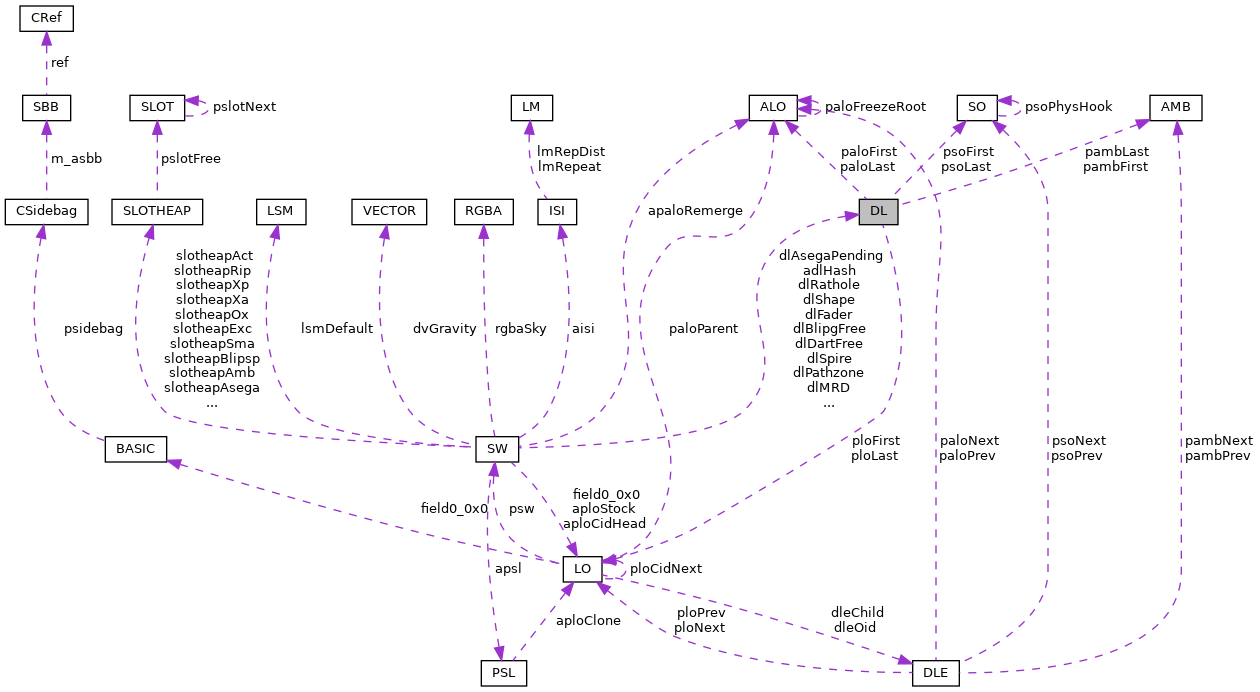 CRef
ref
SBB
SLOT
pslotNext
LM
ALO
paloFreezeRoot
SO
psoPhysHook
AMB
m_asbb
pslotFree
lmRepDist
lmRepeat
paloFirst
paloLast
psoFirst
psoLast
pambLast
pambFirst
CSidebag
SLOTHEAP
LSM
VECTOR
RGBA
ISI
apaloRemerge
DL
psidebag
slotheapAct
slotheapRip
slotheapXp
slotheapXa
slotheapOx
slotheapExc
slotheapSma
slotheapBlipsp
slotheapAmb
slotheapAsega
...
lsmDefault
dvGravity
rgbaSky
aisi
paloParent
dlAsegaPending
adlHash
dlRathole
dlShape
dlFader
dlBlipgFree
dlDartFree
dlSpire
dlPathzone
dlMRD
...
BASIC
SW
ploFirst
ploLast
paloNext
paloPrev
psoNext
psoPrev
pambNext
pambPrev
field0_0x0
psw
field0_0x0
aploStock
aploCidHead
apsl
LO
ploCidNext
aploClone
ploPrev
ploNext
dleChild
dleOid
PSL
DLE